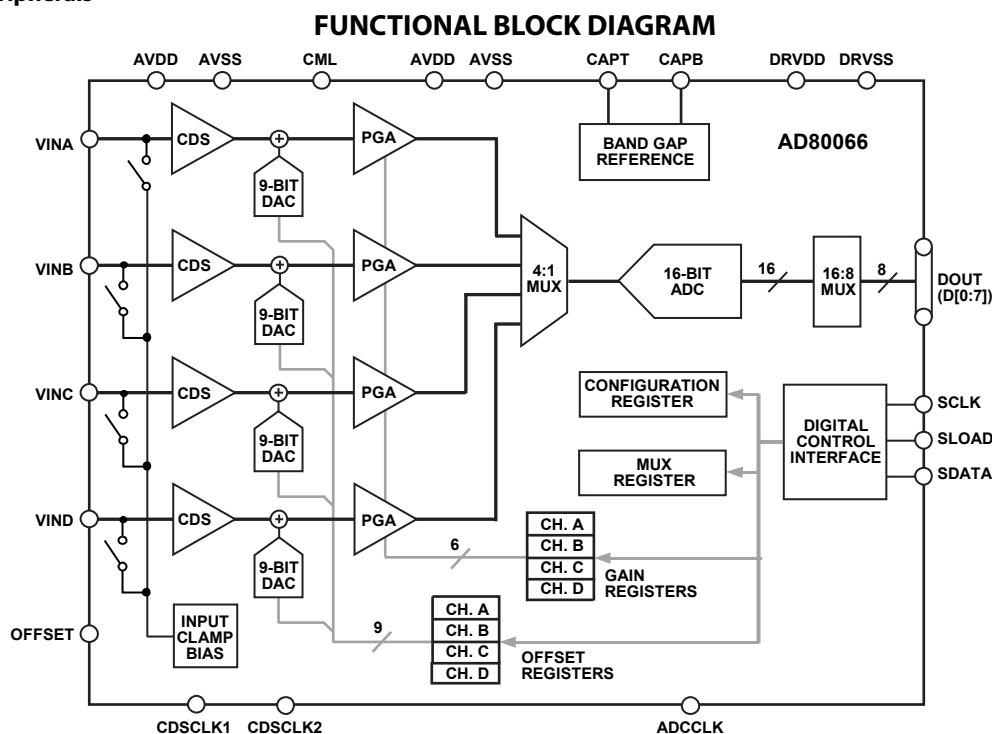 FUNCTIONAL BLOCK DIAGRAM
AVDD AVSS CML AVDD AVSS CAPT CAPB DRVDD DRVSS
VINA
CDS
+
PGA
9-BIT
DAC
BAND GAP
REFERENCE
AD80066
VINB
CDS
+
PGA
9-BIT
DAC
4:1
MUX
16-BIT
ADC
16
16:8
MUX
8
DOUT
(D[0:7])
VINC
CDS
+
PGA
9-BIT
DAC
CONFIGURATION
REGISTER
MUX
REGISTER
DIGITAL
CONTROL
INTERFACE
SCLK
SLOAD
SDATA
VIND
CDS
+
PGA
9-BIT
DAC
6
CH. A
CH. B
CH. C
CH. D
GAIN
REGISTERS
OFFSET
INPUT
CLAMP
BIAS
9
CH. A
CH. B
CH. C
CH. D
OFFSET
REGISTERS
CDSCLK1 CDSCLK2 ADCCLK